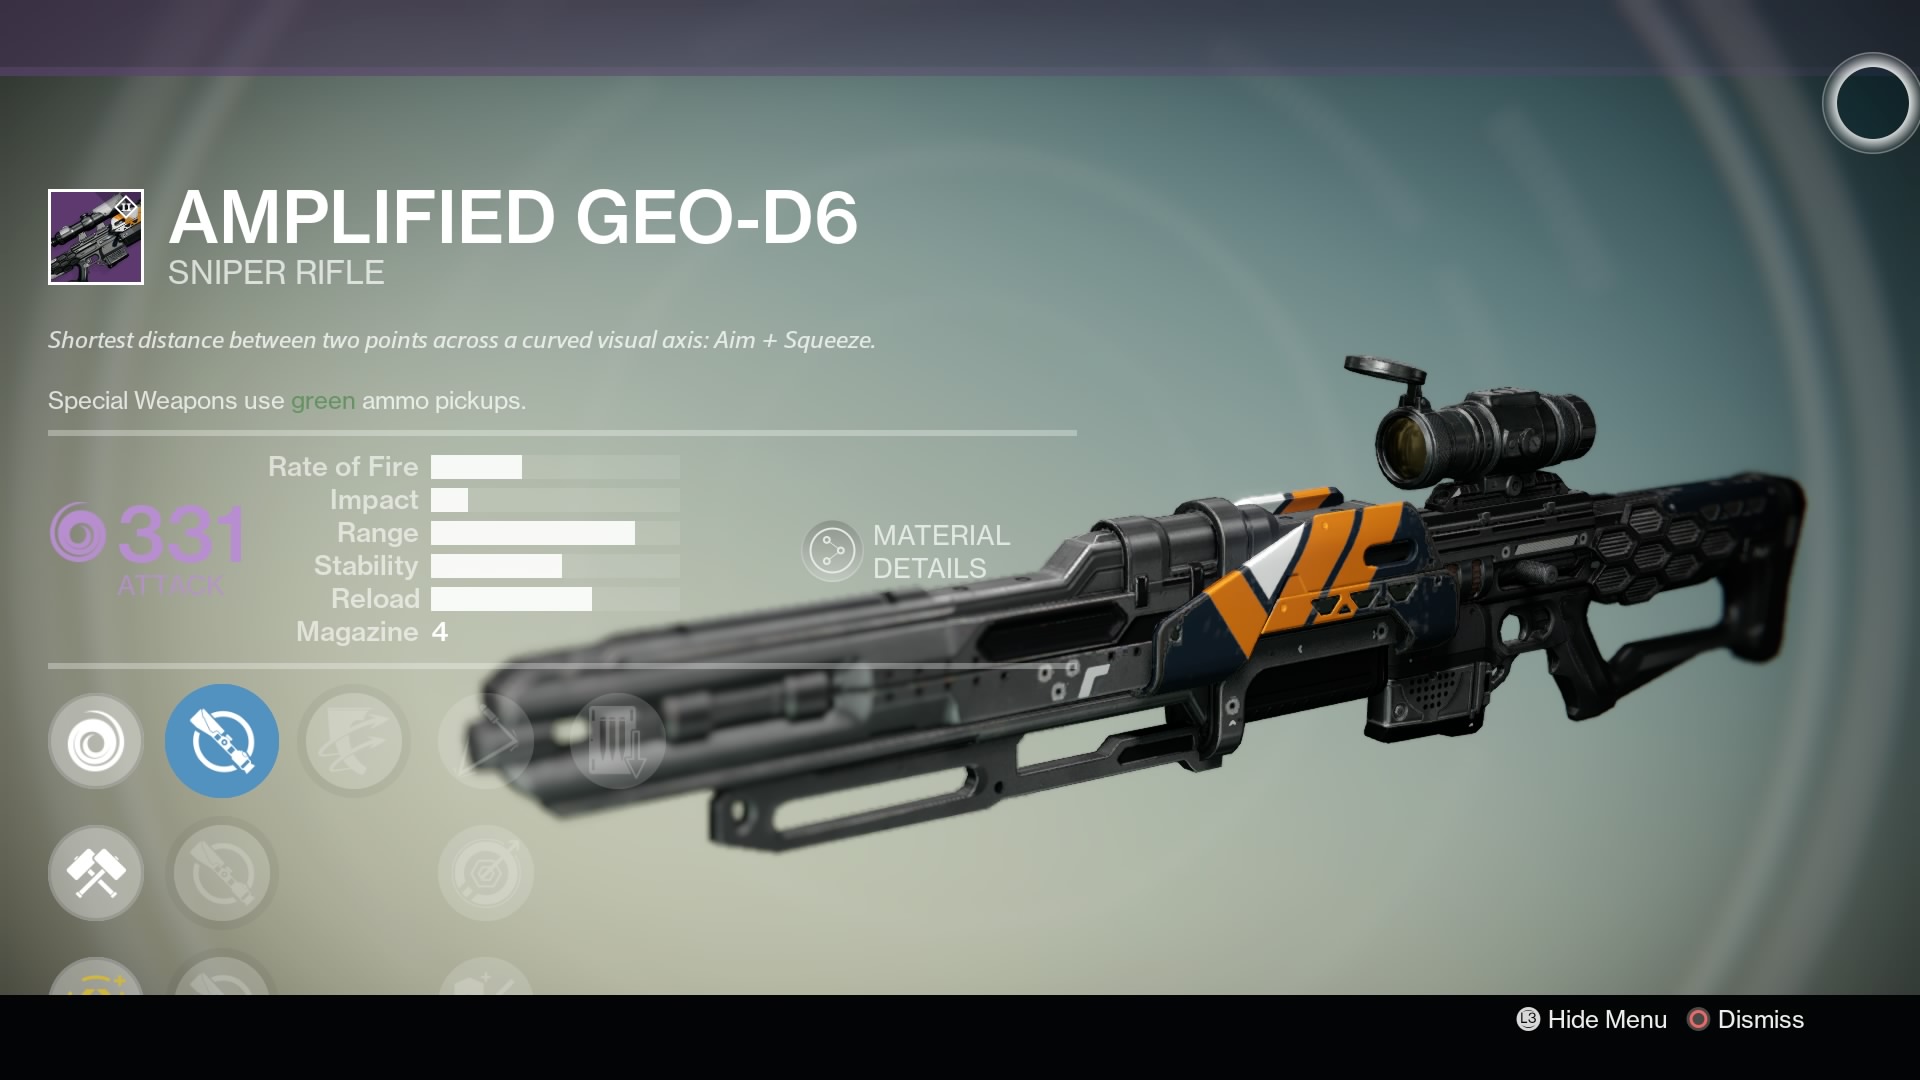 AMPLIFIED GEO-D6
SNIPER RIFLE
Shortest distance between two points across a curved visual axis: Aim + Squeeze.
Special Weapons use green ammo pickups.
331
ATTACK
Rate of Fire
Impact
Range
Stability
Reload
Magazine 4
MATERIAL
DETAILS
L3 Hide Menu
Dismiss